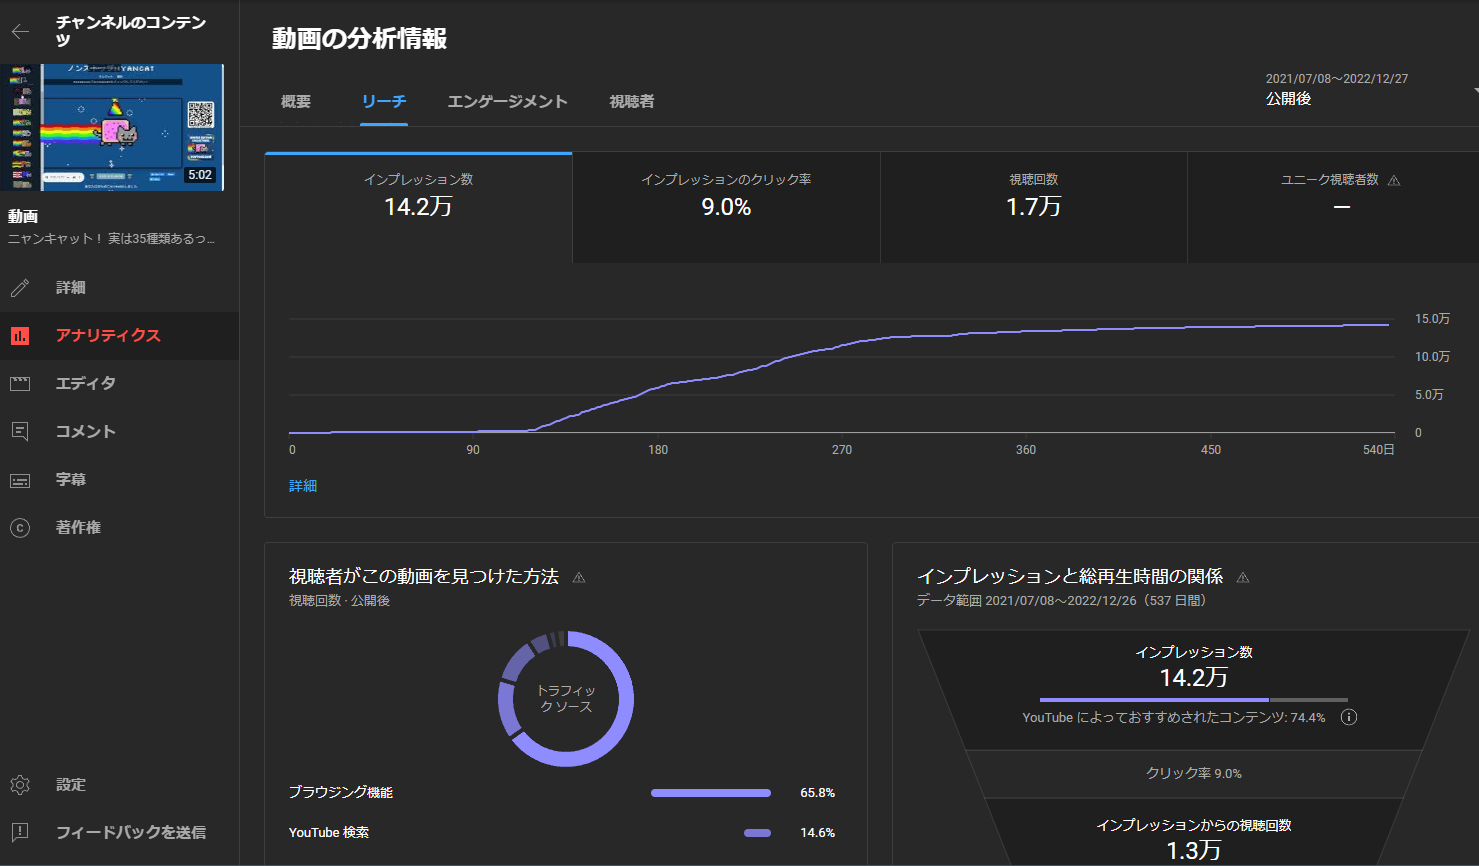 チャンネルのコンテン
ツ
5:02
動画
ニャンキャット！ 実は35種類あるっ...
詳細
アナリティクス
エディタ
コメント
字幕
著作権
設定
フィードバックを送信
動画の分析情報
概要 リーチ エンゲージメント 視聴者
2021/07/08～2022/12/27
公開後
インプレッション数
14.2万
インプレッションのクリック率
9.0%
視聴回数
1.7万
ユニーク視聴者数
—
15.0万
10.0万
5.0万
0
0 90 180 270 360 450 540日
詳細
視聴者がこの動画を見つけた方法
視聴回数 · 公開後
トラフィッ
ク ソース
ブラウジング機能 65.8%
YouTube 検索 14.6%
インプレッションと総再生時間の関係
データ範囲 2021/07/08～2022/12/26（537 日間）
インプレッション数
14.2万
YouTube によっておすすめされたコンテンツ: 74.4%
クリック率 9.0%
インプレッションからの視聴回数
1.3万